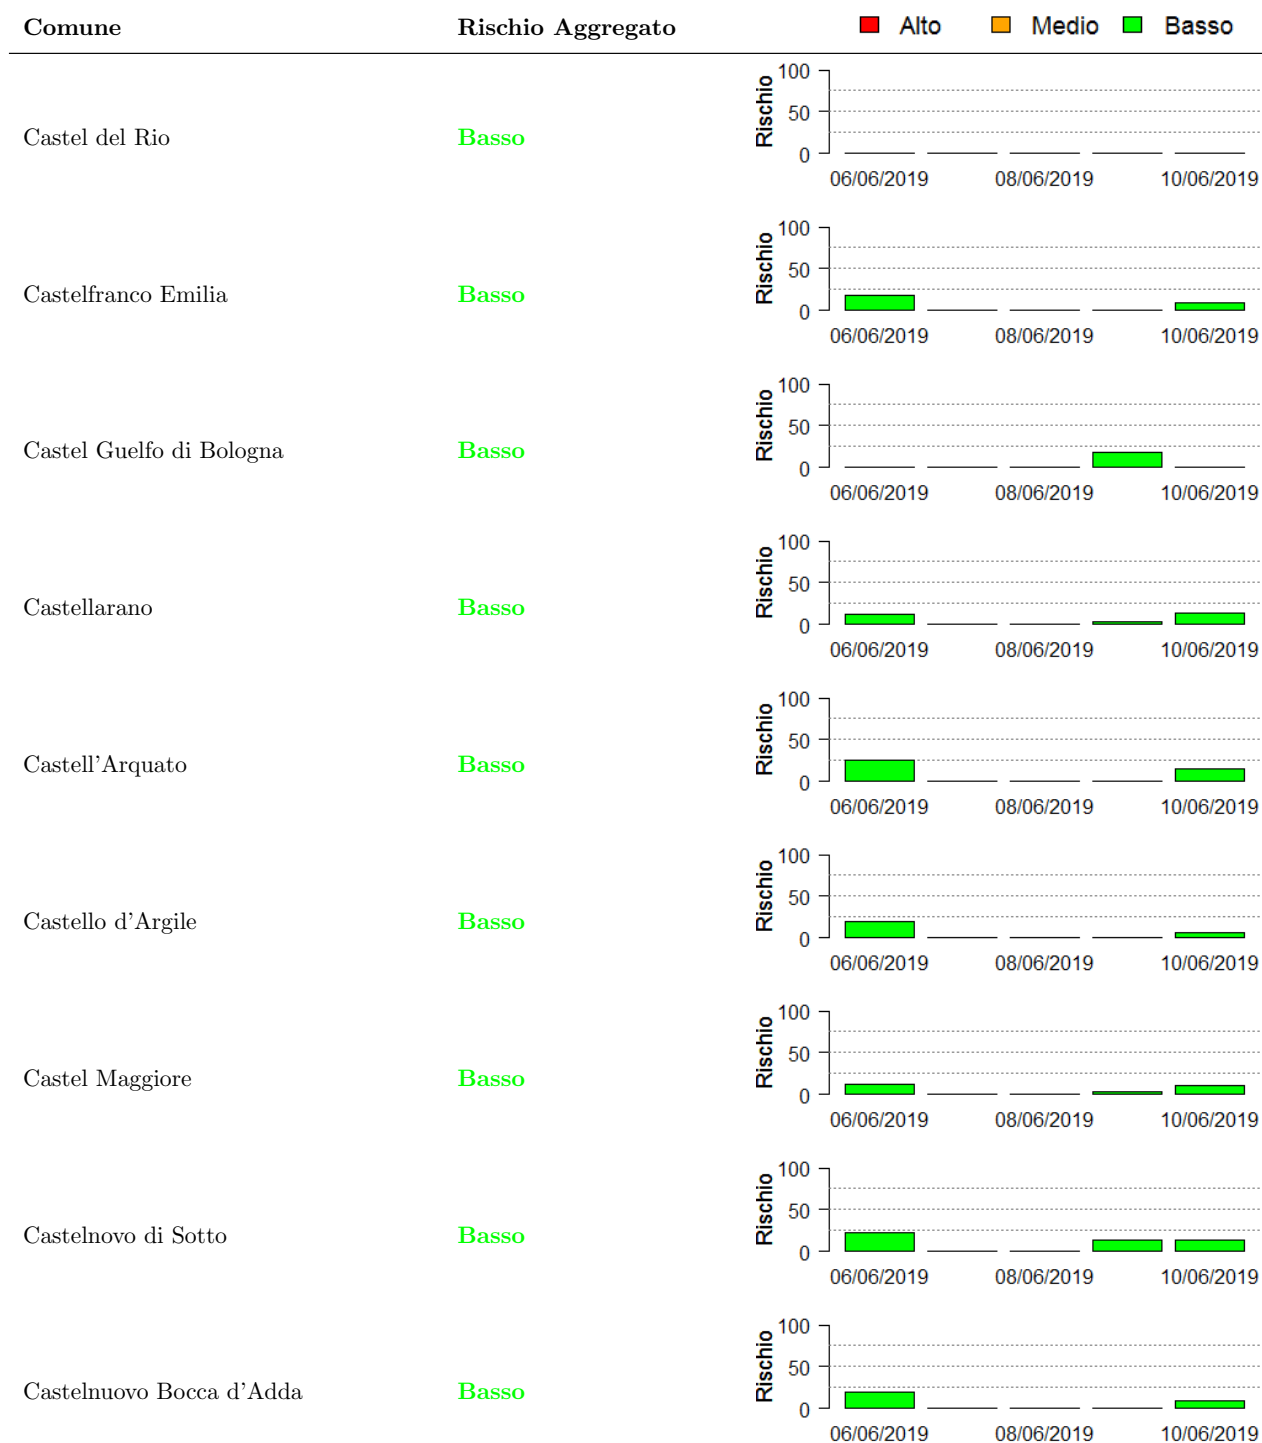 Comune Rischio Aggregato Alto Medio Basso
Castel del Rio Basso
Rischio
100
50
0
06/06/2019 08/06/2019 10/06/2019
Castelfranco Emilia Basso
Rischio
100
50
0
06/06/2019 08/06/2019 10/06/2019
Castel Guelfo di Bologna Basso
Rischio
100
50
0
06/06/2019 08/06/2019 10/06/2019
Castellarano Basso
Rischio
100
50
0
06/06/2019 08/06/2019 10/06/2019
Castell'Arquato Basso
Rischio
100
50
0
06/06/2019 08/06/2019 10/06/2019
Castello d'Argile Basso
Rischio
100
50
0
06/06/2019 08/06/2019 10/06/2019
Castel Maggiore Basso
Rischio
100
50
0
06/06/2019 08/06/2019 10/06/2019
Castelnovo di Sotto Basso
Rischio
100
50
0
06/06/2019 08/06/2019 10/06/2019
Castelnuovo Bocca d'Adda Basso
Rischio
100
50
0
06/06/2019 08/06/2019 10/06/2019